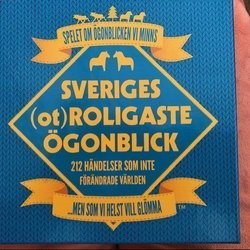 SPELET OM ÖGONBLICKEN VI MINNS
SVERIGES
(ot)ROLIGASTE
ÖGONBLICK
212 HÄNDELSER SOM INTE
FÖRÄNDRADE VÄRLDEN
...MEN SOM VI HELST VILL GLÖMMA
TM